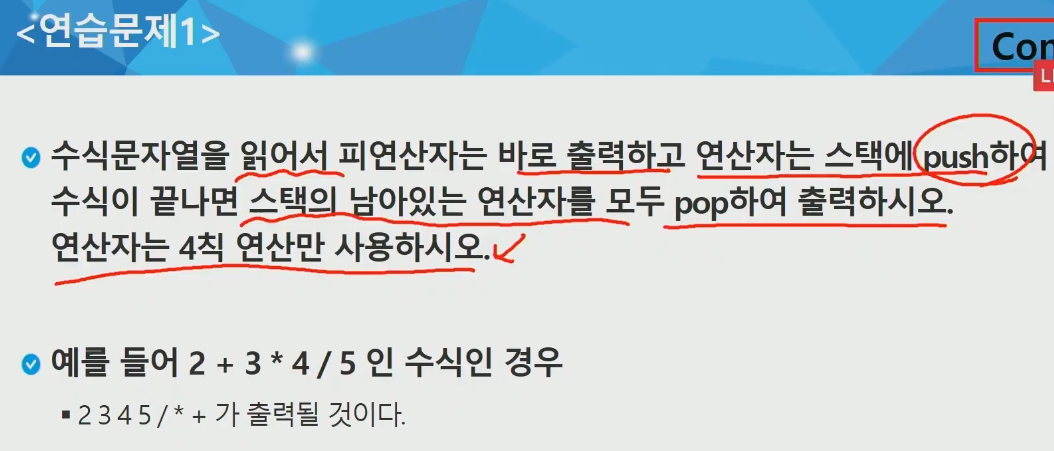 <연습문제1>
Con
수식문자열을 읽어서 피연산자는 바로 출력하고 연산자는 스택에 push하여
수식이 끝나면 스택의 남아있는 연산자를 모두 pop하여 출력하시오.
연산자는 4칙 연산만 사용하시오.
예를 들어 2 + 3 * 4 / 5 인 수식인 경우
2 3 4 5 / * + 가 출력될 것이다.